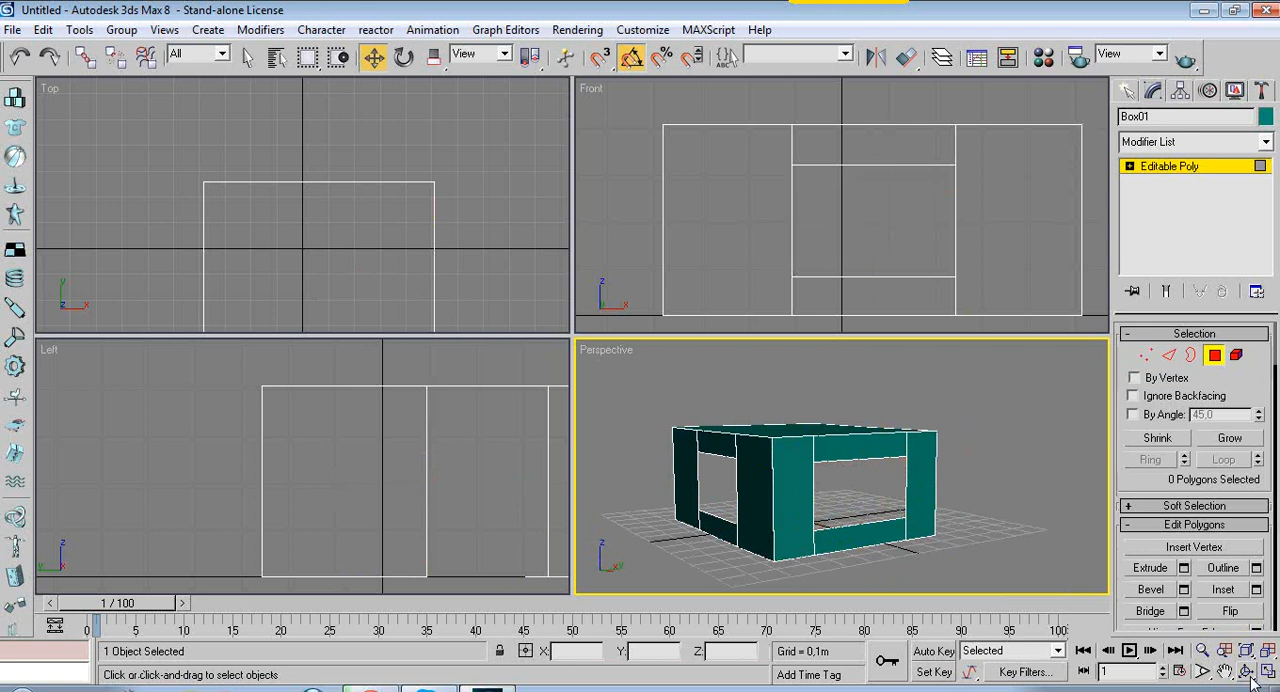 Untitled - Autodesk 3ds Max 8 - Stand-alone License
File Edit Tools Group Views Create Modifiers Character reactor Animation Graph Editors Rendering Customize MAXScript Help
All View View
Top
Front
Left
Perspective
z y x
z y x
z y
z y
Box01
Modifier List
Editable Poly
Selection
By Vertex
Ignore Backfacing
By Angle: 45,0
Shrink Grow
Ring Loop
0 Polygons Selected
Soft Selection
Edit Polygons
Insert Vertex
Extrude Outline
Bevel Inset
Bridge Flip
1 / 100
0 5 10 15 20 25 30 35 40 45 50 55 60 65 70 75 80 85 90 95 100
1 Object Selected X: Y: Z: Grid = 0,1m Auto Key Selected
Click or click-and-drag to select objects Add Time Tag Set Key Key Filters... 1